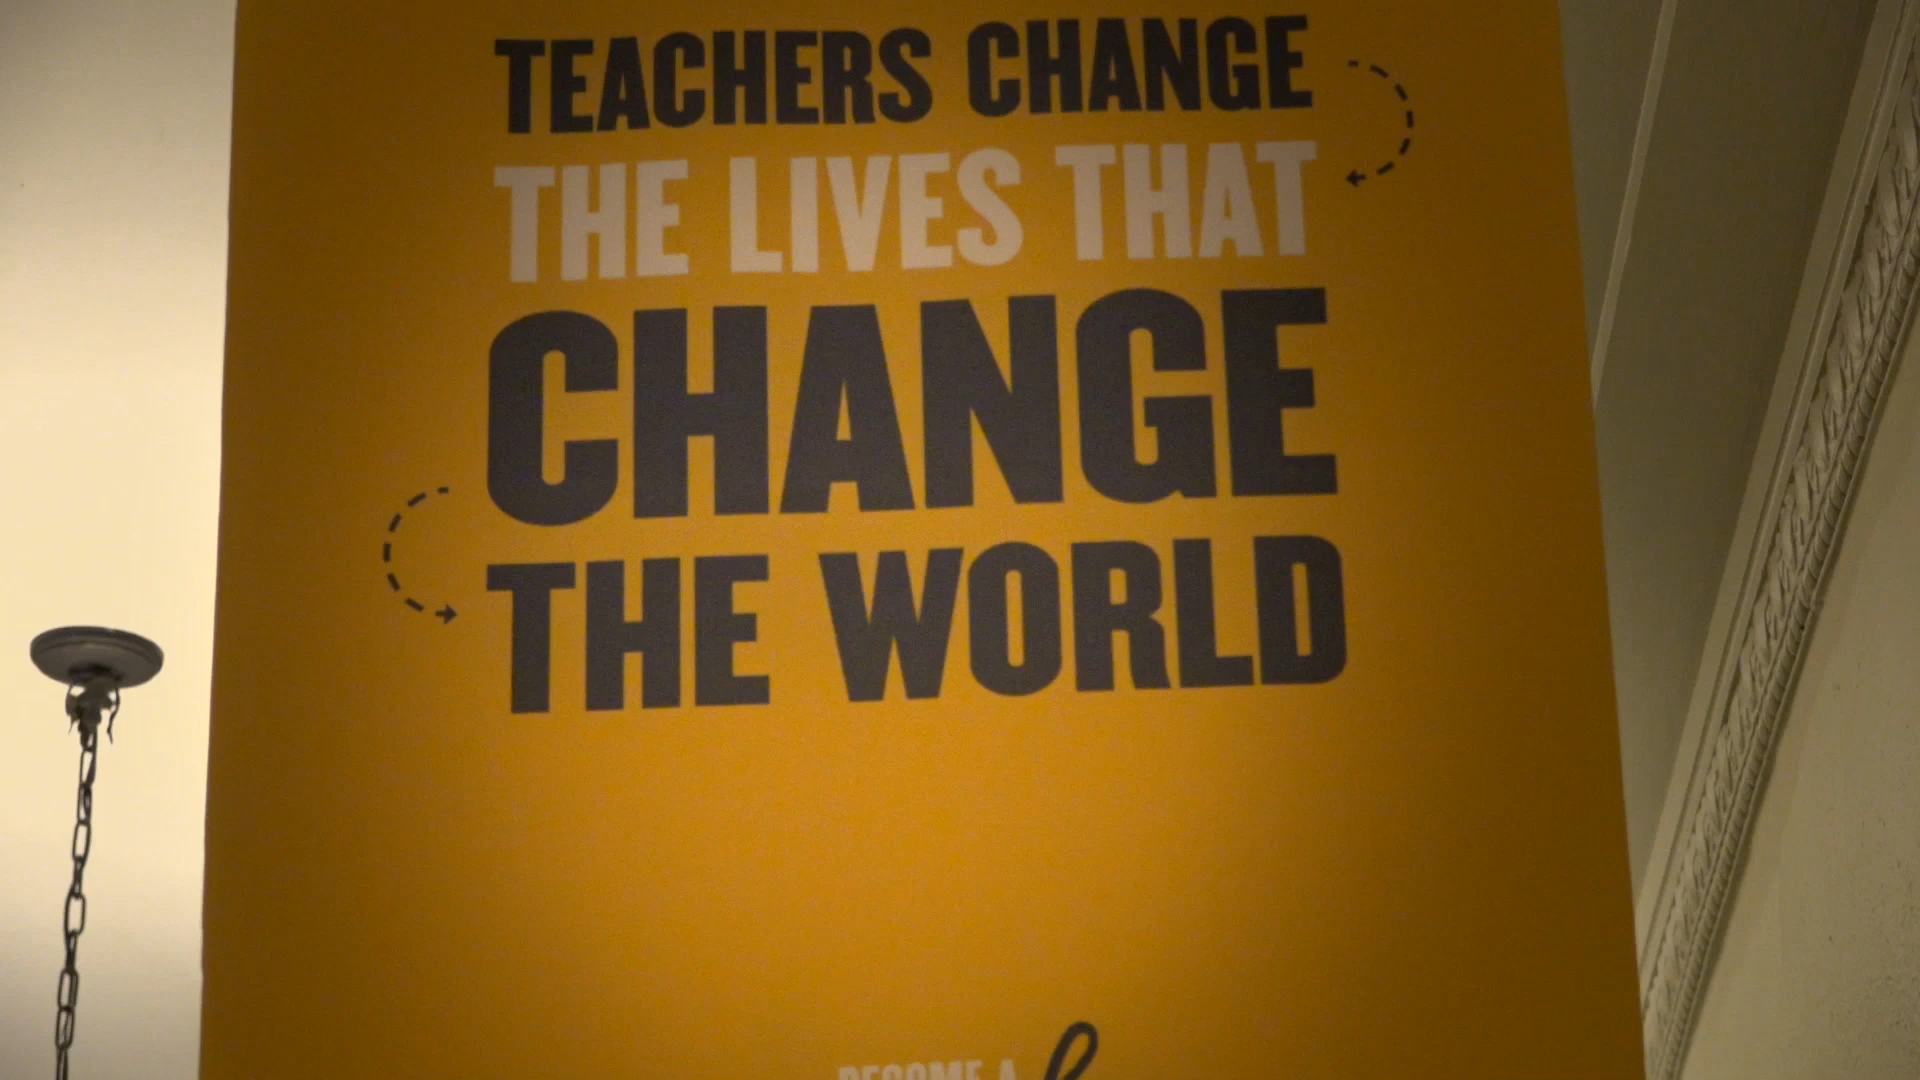 TEACHERS CHANGE
THE LIVES THAT
CHANGE
THE WORLD
BECOME A